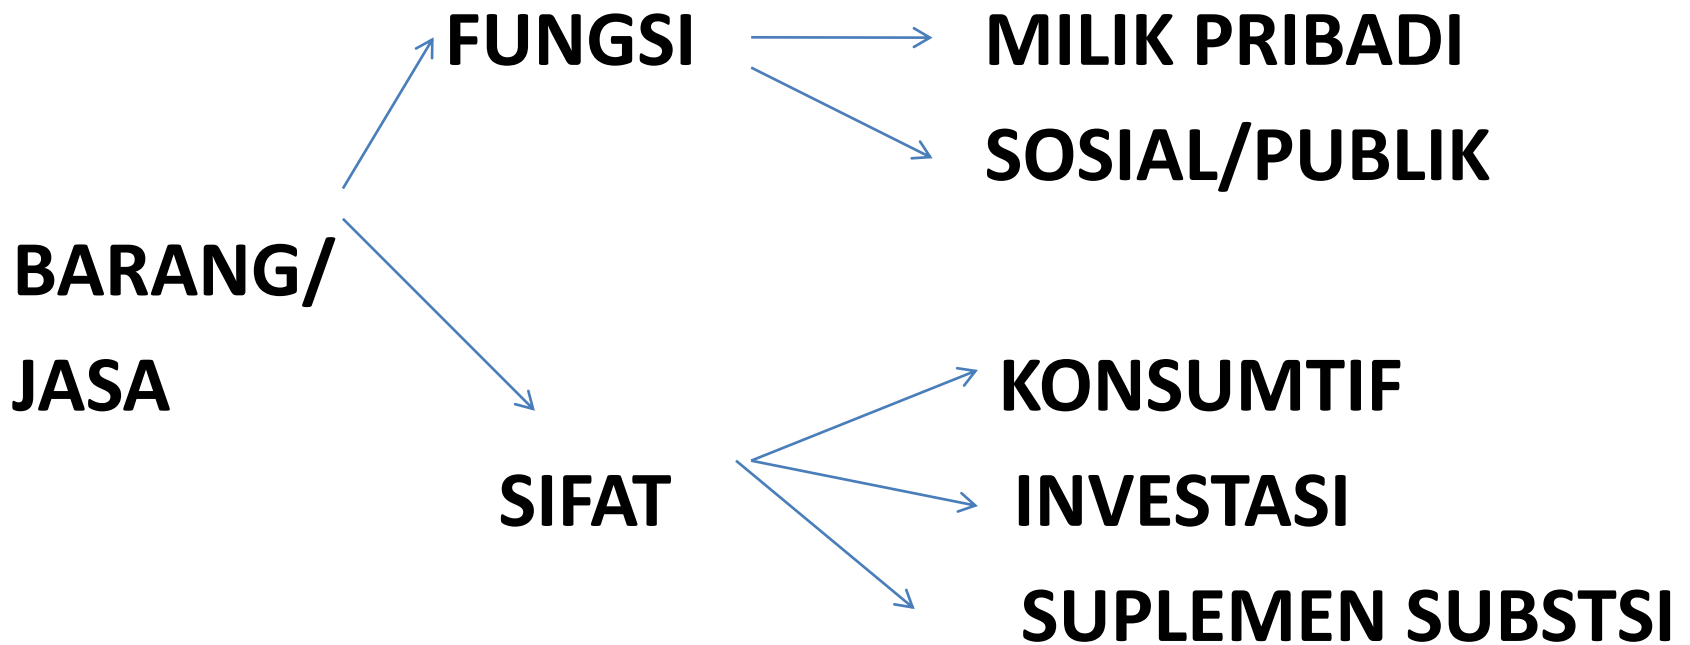 FUNGSI
MILIK PRIBADI
SOSIAL/PUBLIK
BARANG/
JASA
KONSUMTIF
SIFAT
INVESTASI
SUPLEMEN SUBSTSI